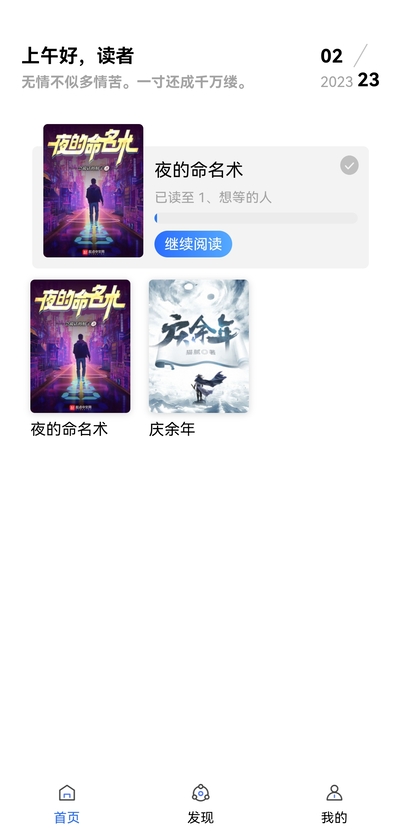 上午好，读者
02
无情不似多情苦。一寸还成千万缕。
2023 23
夜的命名术
夜的命名术
已读至 1、想等的人
继续阅读
夜的命名术
庆余年
夜的命名术
庆余年
首页
发现
我的